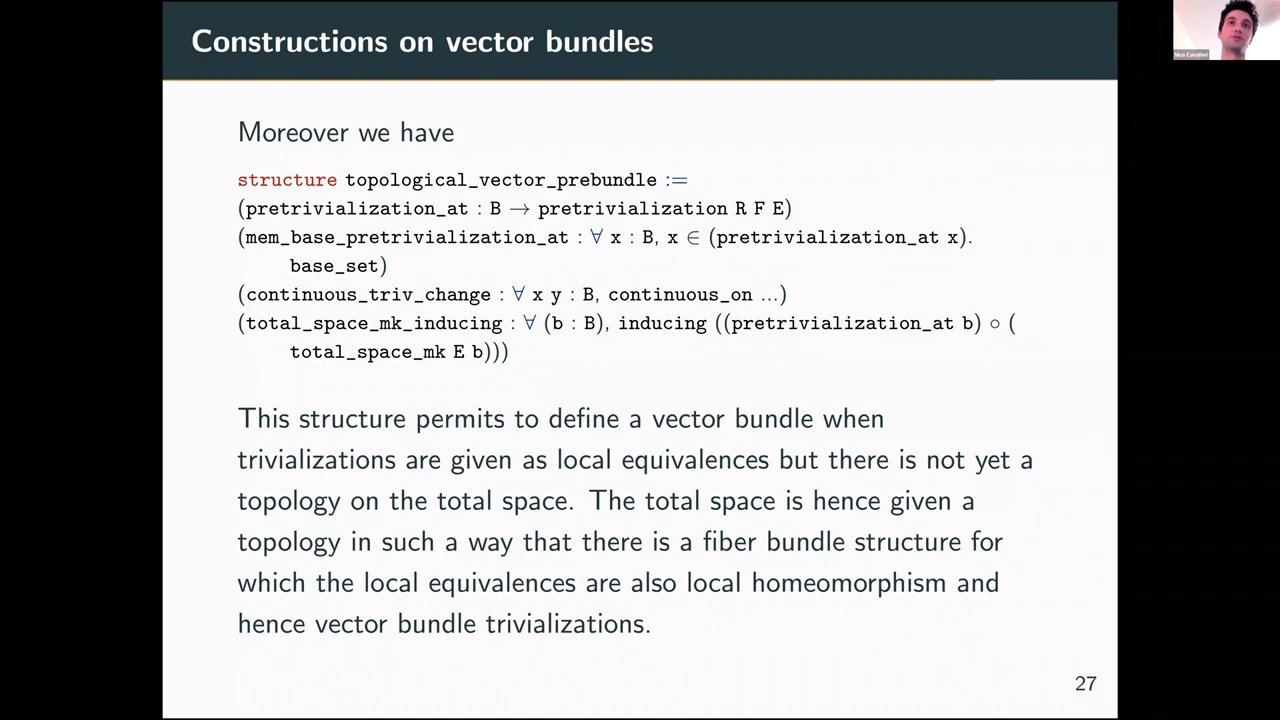 Constructions on vector bundles
Nico Cavalleri
Moreover we have
structure topological_vector_prebundle :=
(pretrivialization_at : B → pretrivialization R F E)
(mem_base_pretrivialization_at : ∀ x : B, x ∈ (pretrivialization_at x).
base_set)
(continuous_triv_change : ∀ x y : B, continuous_on ...)
(total_space_mk_inducing : ∀ (b : B), inducing ((pretrivialization_at b) ∘ (
total_space_mk E b)))
This structure permits to define a vector bundle when
trivializations are given as local equivalences but there is not yet a
topology on the total space. The total space is hence given a
topology in such a way that there is a fiber bundle structure for
which the local equivalences are also local homeomorphism and
hence vector bundle trivializations.
27